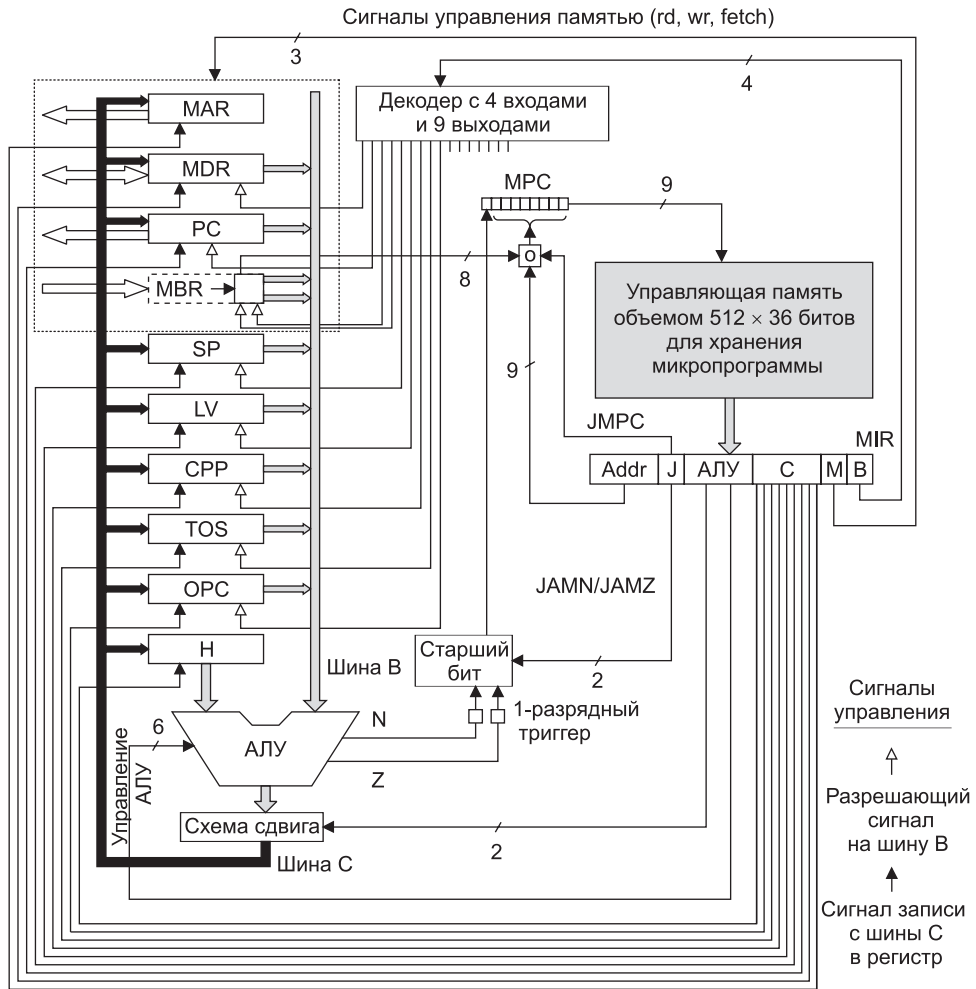 Сигналы управления памятью (rd, wr, fetch)
3
4
Декодер с 4 входами
и 9 выходами
MAR
MDR
PC
MBR
SP
LV
CPP
TOS
OPC
H
MPC
9
8
о
9
Управляющая память
объемом 512 × 36 битов
для хранения
микропрограммы
JMPC
MIR
Addr
J
АЛУ
C
M
B
JAMN/JAMZ
Старший
бит
2
Шина B
N
1-разрядный
триггер
6
АЛУ
Z
Управление
АЛУ
Схема сдвига
2
Шина C
Сигналы
управления
Разрешающий
сигнал
на шину B
Сигнал записи
с шины C
в регистр